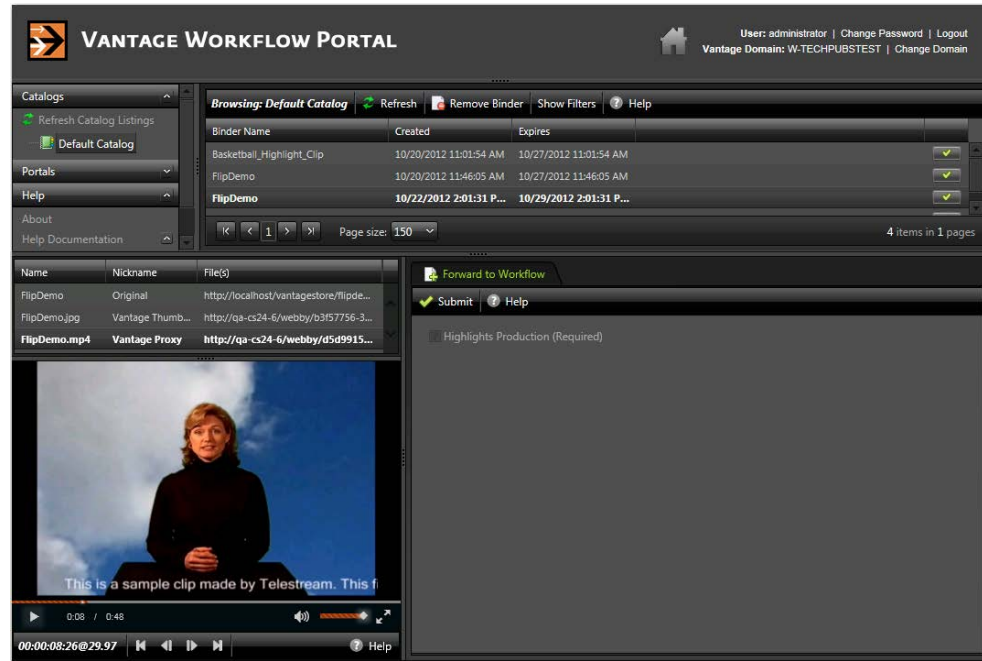 VANTAGE WORKFLOW PORTAL
User: administrator | Change Password | Logout
Vantage Domain: W-TECHPUBSTEST | Change Domain
Catalogs
Refresh Catalog Listings
Default Catalog
Portals
Help
About
Help Documentation
Browsing: Default Catalog Refresh Remove Binder Show Filters Help
Binder Name Created Expires
Basketball_Highlight_Clip 10/20/2012 11:01:54 AM 10/27/2012 11:01:54 AM
FlipDemo 10/20/2012 11:46:05 AM 10/27/2012 11:46:05 AM
FlipDemo 10/22/2012 2:01:31 P... 10/29/2012 2:01:31 P...
1 Page size: 150 4 items in 1 pages
Name Nickname File(s)
FlipDemo Original http://localhost/vantagestore/flipde...
FlipDemo.jpg Vantage Thumb... http://qa-cs24-6/webby/b3f57756-3...
FlipDemo.mp4 Vantage Proxy http://qa-cs24-6/webby/d5d9915...
This is a sample clip made by Telestream. This fi
0:08 / 0:48
00:00:08:26@29.97 Help
Forward to Workflow
Submit Help
Highlights Production (Required)